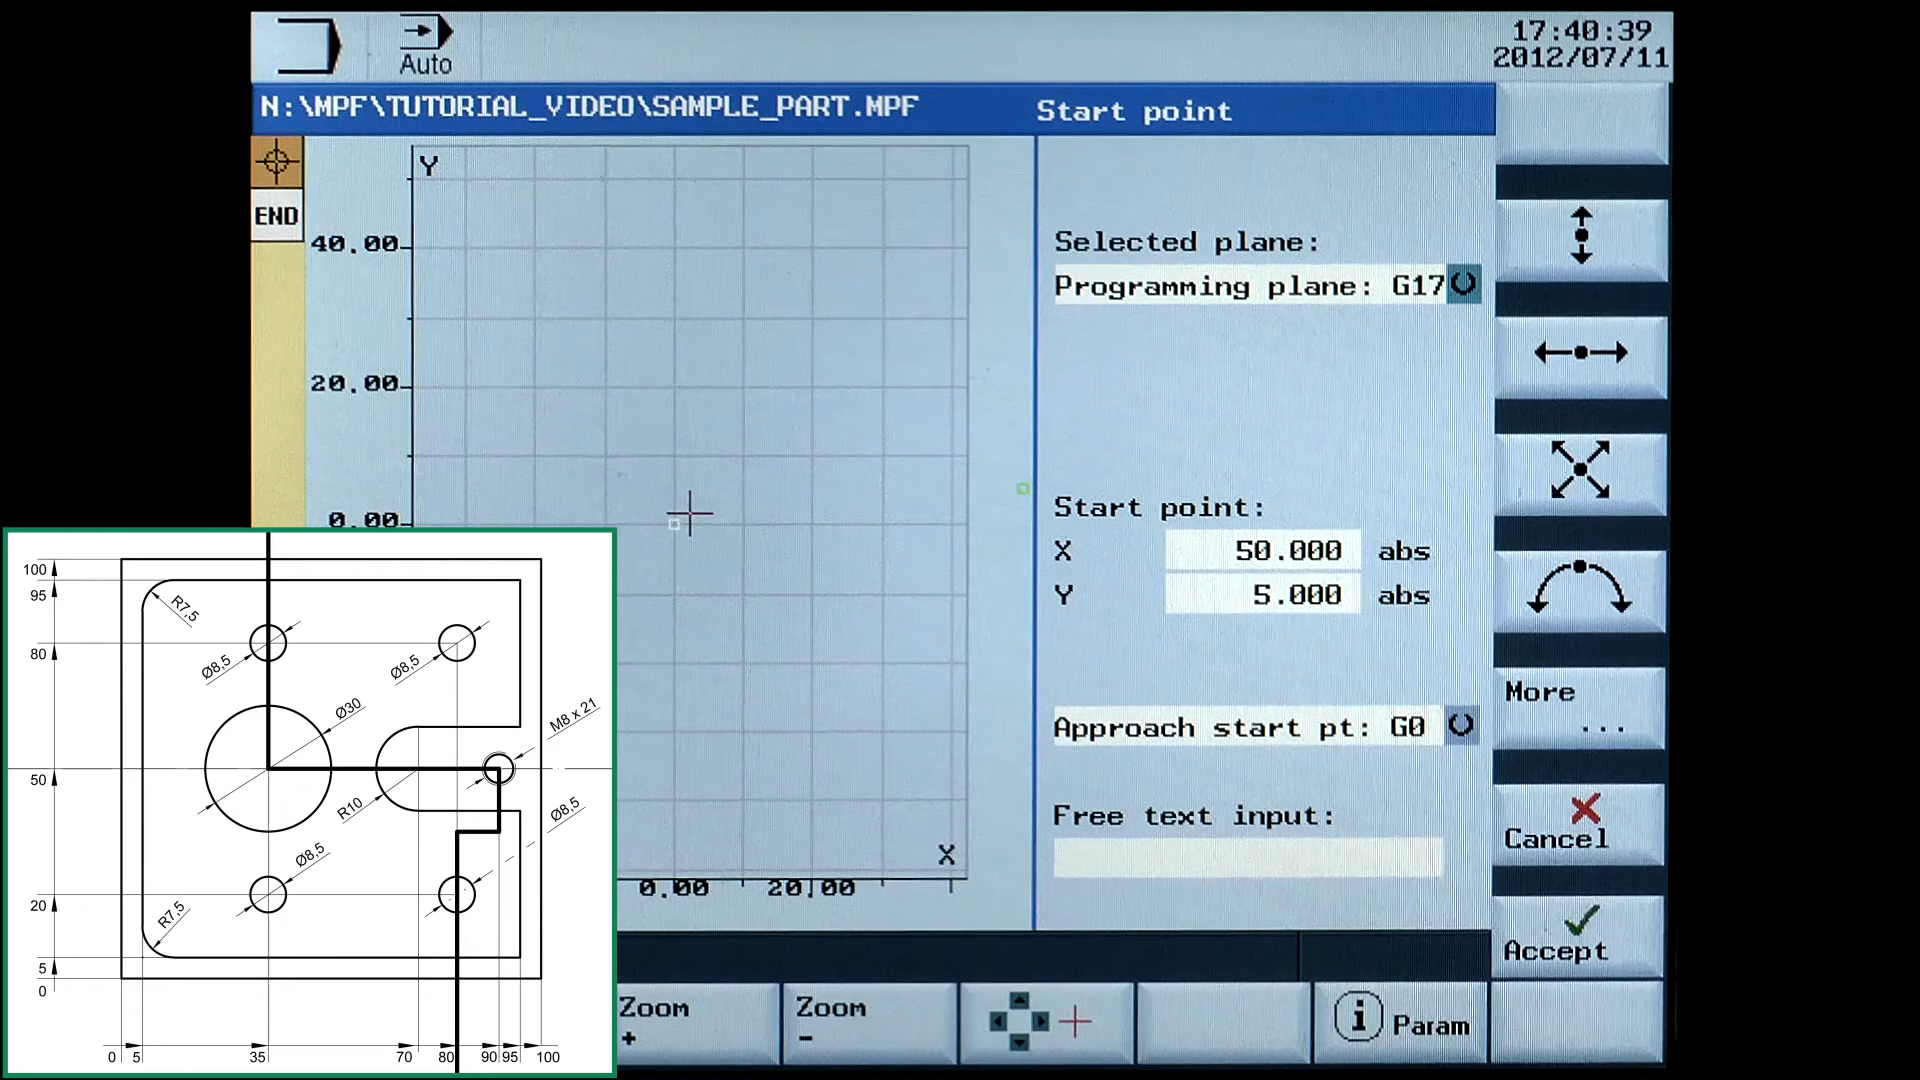 Auto
17:40:39
2012/07/11
N:\MPF\TUTORIAL_VIDEO\SAMPLE_PART.MPF
Start point
END
Y
40.00
20.00
0.00
X
0.00
20.00
Selected plane:
Programming plane: G17
Start point:
X 50.000 abs
Y 5.000 abs
Approach start pt: G0
Free text input:
More
...
Cancel
Accept
Zoom
+
Zoom
-
i Param
100
95
80
50
20
5
0
R7,5
Ø8,5
Ø8,5
Ø30
M8 x 21
R10
Ø8,5
Ø8,5
R7,5
0 5 35 70 80 90 95 100